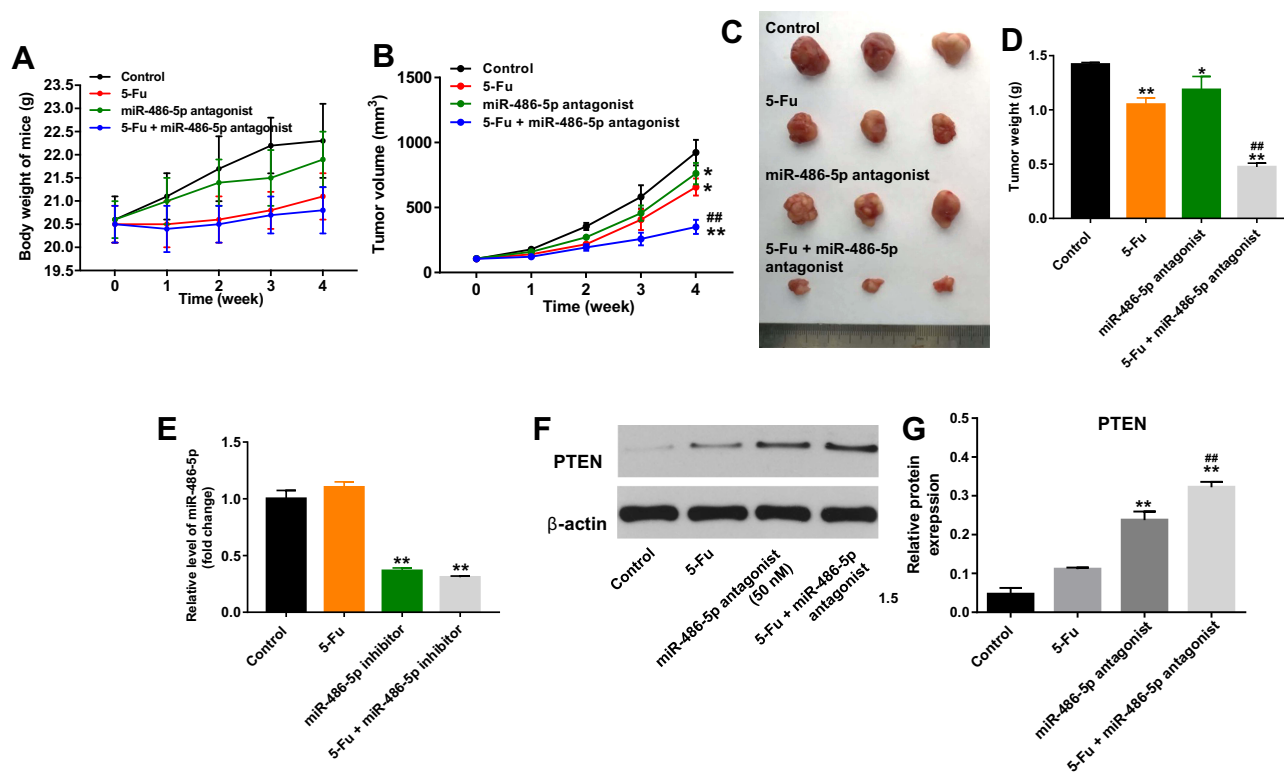 A
Body weight of mice (g)
23.5
23.0
22.5
22.0
21.5
21.0
20.5
20.0
19.5
0 1 2 3 4
Time (week)
Control
5-Fu
miR-486-5p antagonist
5-Fu + miR-486-5p antagonist
B
Tumor volume (mm3)
1500
1000
500
0
0 1 2 3 4
Time (week)
Control
5-Fu
miR-486-5p antagonist
5-Fu + miR-486-5p antagonist
*
*
##
**
C
Control
5-Fu
miR-486-5p antagonist
5-Fu + miR-486-5p
antagonist
D
Tumor weight (g)
1.5
1.0
0.5
0.0
**
*
##
**
Control
5-Fu
miR-486-5p antagonist
5-Fu + miR-486-5p antagonist
E
Relative level of miR-486-5p
(fold change)
1.5
1.0
0.5
0.0
**
**
Control
5-Fu
miR-486-5p inhibitor
5-Fu + miR-486-5p inhibitor
F
PTEN
β-actin
Control
5-Fu
miR-486-5p antagonist
(50 nM)
5-Fu + miR-486-5p
antagonist
1.5
G
PTEN
Relative protein
exrepssion
0.5
0.4
0.3
0.2
0.1
0.0
**
##
**
Control
5-Fu
miR-486-5p antagonist
5-Fu + miR-486-5p antagonist